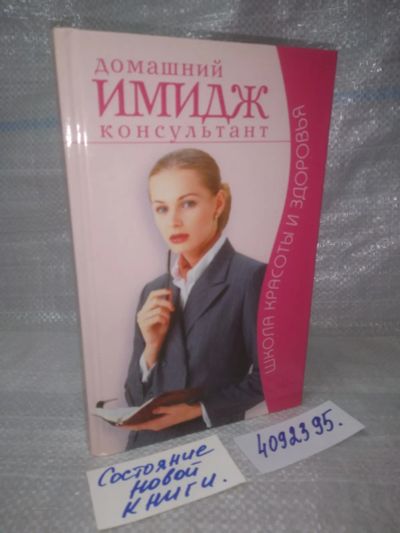 домашний
ИМИДЖ
консультант
ШКОЛА КРАСОТЫ И ЗДОРОВЬЯ
4092395.
Состояние
новой
книги.